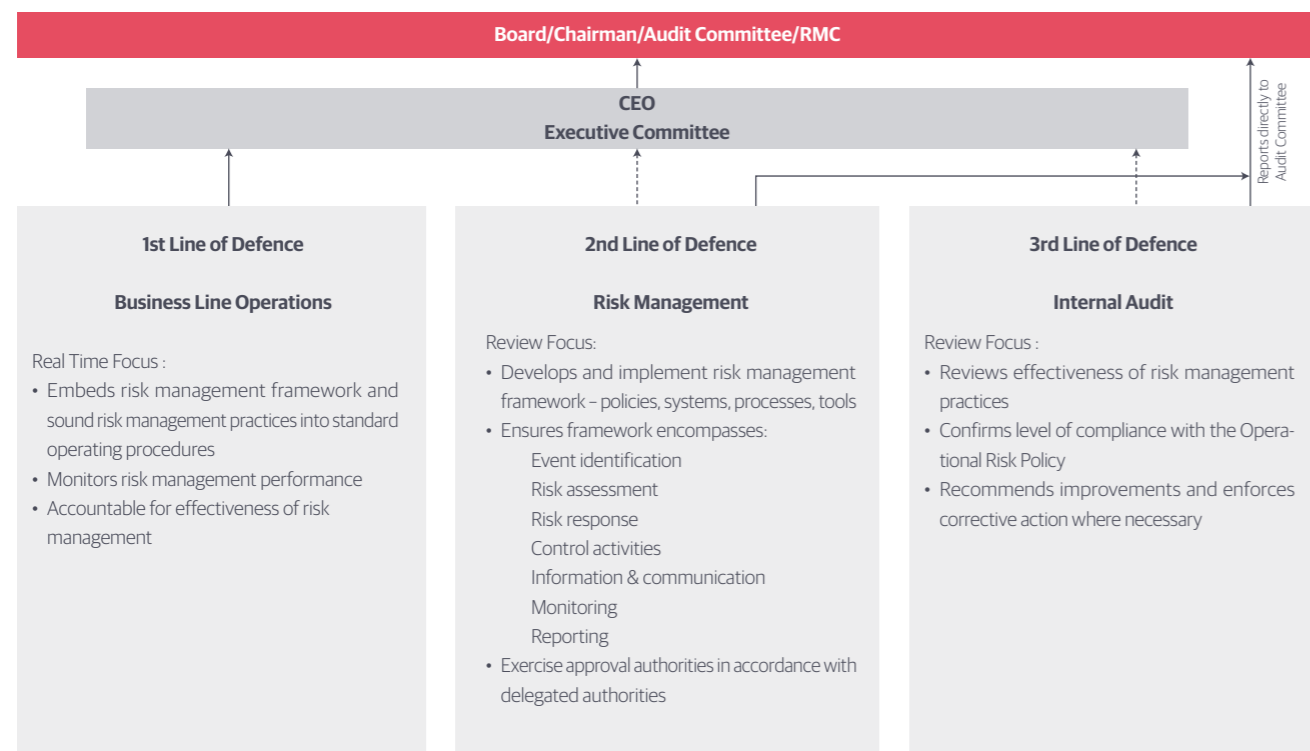 Board/Chairman/Audit Committee/RMC
CEO
Executive Committee
Reports directly to
Audit Committee
1st Line of Defence
Business Line Operations
Real Time Focus :
• Embeds risk management framework and
sound risk management practices into standard
operating procedures
• Monitors risk management performance
• Accountable for effectiveness of risk
management
2nd Line of Defence
Risk Management
Review Focus:
• Develops and implement risk management
framework – policies, systems, processes, tools
• Ensures framework encompasses:
Event identification
Risk assessment
Risk response
Control activities
Information & communication
Monitoring
Reporting
• Exercise approval authorities in accordance with
delegated authorities
3rd Line of Defence
Internal Audit
Review Focus :
• Reviews effectiveness of risk management
practices
• Confirms level of compliance with the Opera-
tional Risk Policy
• Recommends improvements and enforces
corrective action where necessary